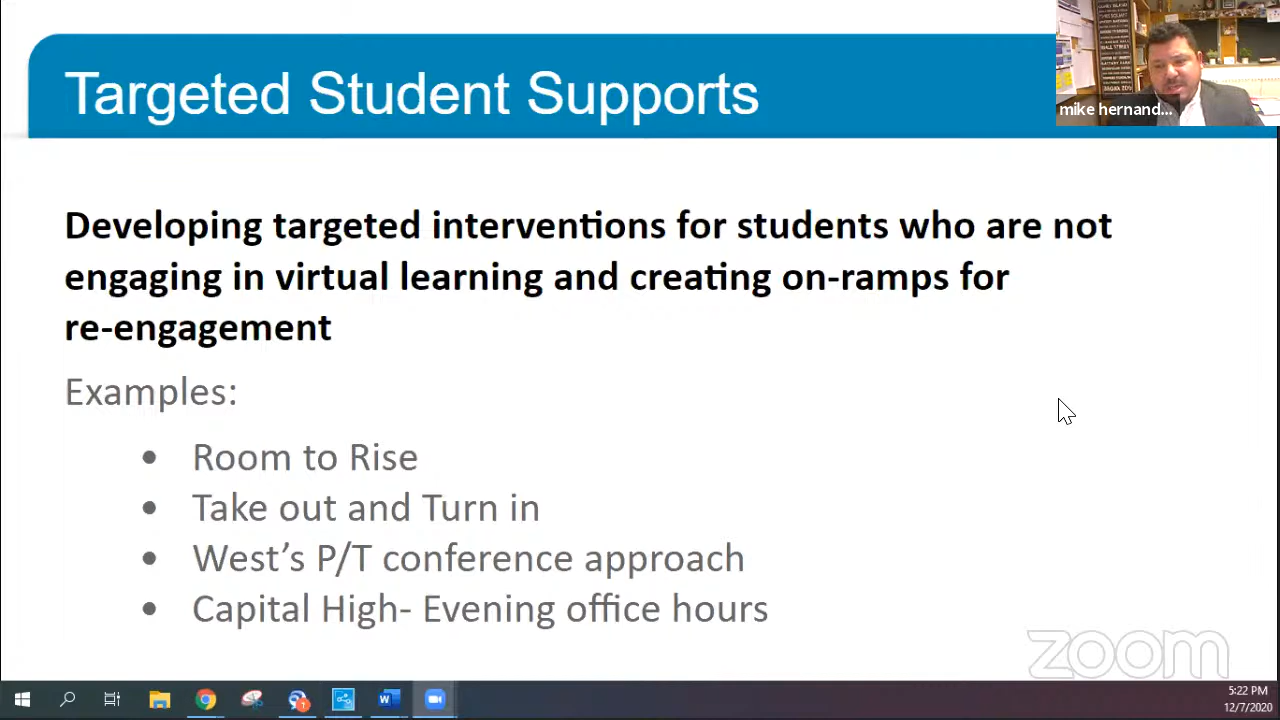 Targeted Student Supports
mike hernand...
Developing targeted interventions for students who are not
engaging in virtual learning and creating on-ramps for
re-engagement
Examples:
• Room to Rise
• Take out and Turn in
• West’s P/T conference approach
• Capital High- Evening office hours
zoom
5:22 PM
12/7/2020